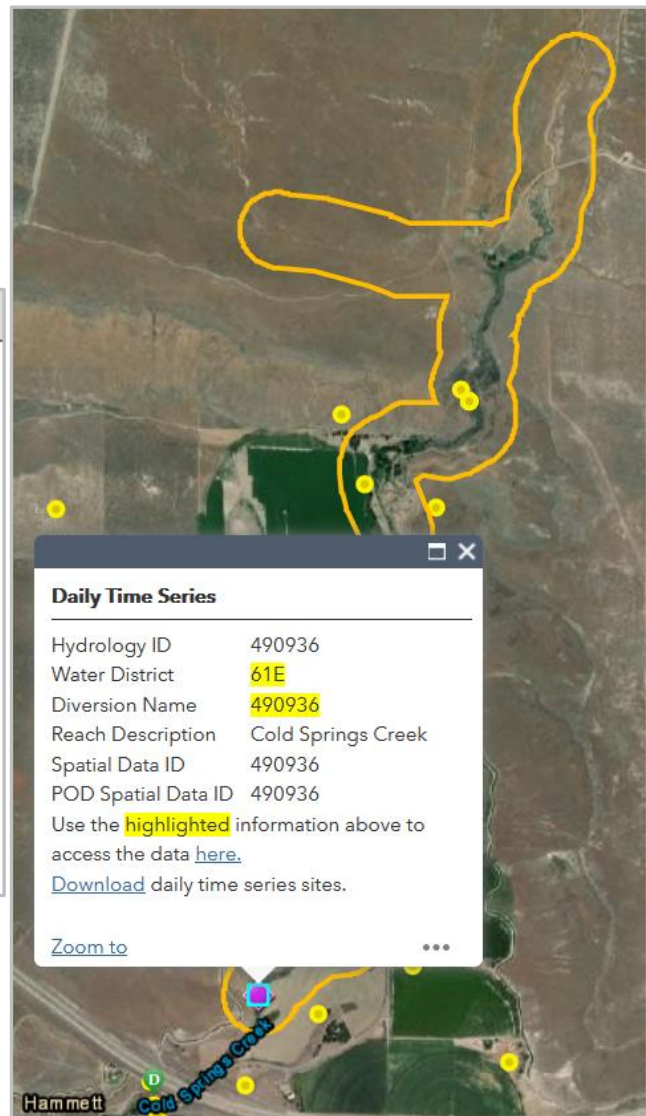 Daily Time Series
Hydrology ID 490936
Water District 61E
Diversion Name 490936
Reach Description Cold Springs Creek
Spatial Data ID 490936
POD Spatial Data ID 490936
Use the highlighted information above to
access the data here.
Download daily time series sites.
Zoom to
Cold Springs Creek
D
Hammett